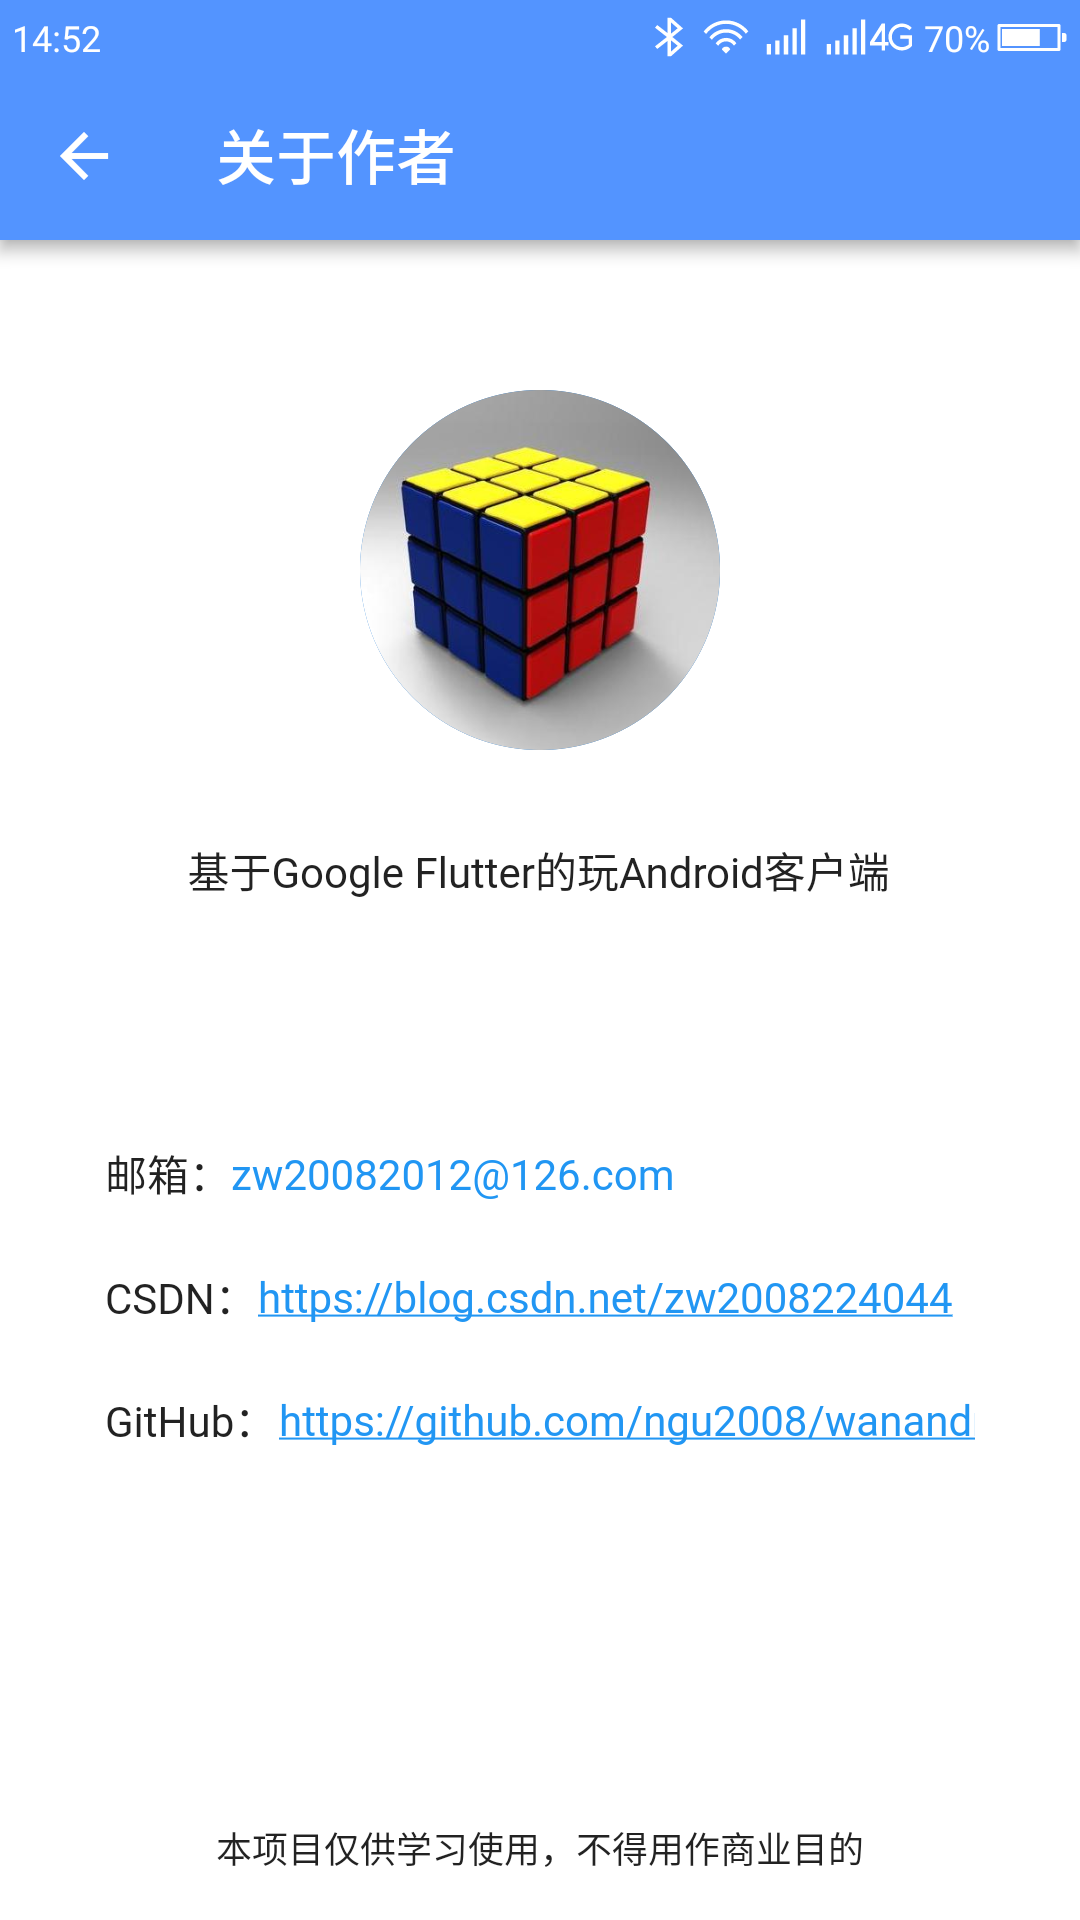 14:52
4G 70%
关于作者
基于Google Flutter的玩Android客户端
邮箱：zw20082012@126.com
CSDN：https://blog.csdn.net/zw2008224044
GitHub：https://github.com/ngu2008/wanand
本项目仅供学习使用，不得用作商业目的